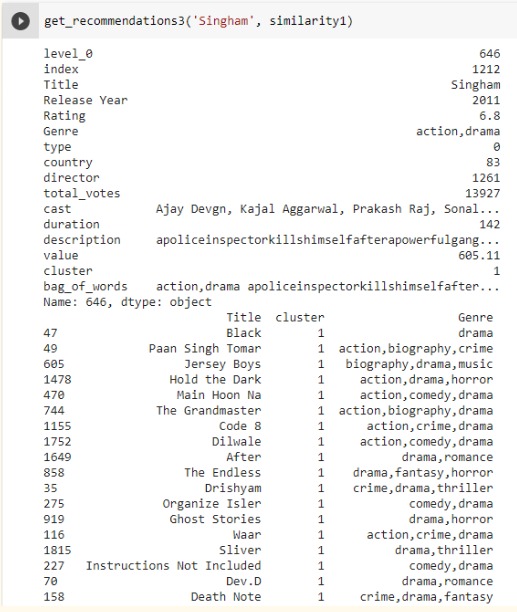 get_recommendations3('Singham', similarity1)
level_0 646
index 1212
Title Singham
Release Year 2011
Rating 6.8
Genre action,drama
type 0
country 83
director 1261
total_votes 13927
cast Ajay Devgn, Kajal Aggarwal, Prakash Raj, Sonal...
duration 142
description apoliceinspectorkillshimselfafterapowerfulgang...
value 605.11
cluster 1
bag_of_words action,drama apoliceinspectorkillshimselfafter...
Name: 646, dtype: object
Title cluster Genre
47 Black 1 drama
49 Paan Singh Tomar 1 action,biography,crime
605 Jersey Boys 1 biography,drama,music
1478 Hold the Dark 1 action,drama,horror
470 Main Hoon Na 1 action,comedy,drama
744 The Grandmaster 1 action,biography,drama
1155 Code 8 1 action,crime,drama
1752 Dilwale 1 action,comedy,drama
1649 After 1 drama,romance
858 The Endless 1 drama,fantasy,horror
35 Drishyam 1 crime,drama,thriller
275 Organize Isler 1 comedy,drama
919 Ghost Stories 1 drama,horror
116 Waar 1 action,crime,drama
1815 Sliver 1 drama,thriller
227 Instructions Not Included 1 comedy,drama
70 Dev.D 1 drama,romance
158 Death Note 1 crime,drama,fantasy